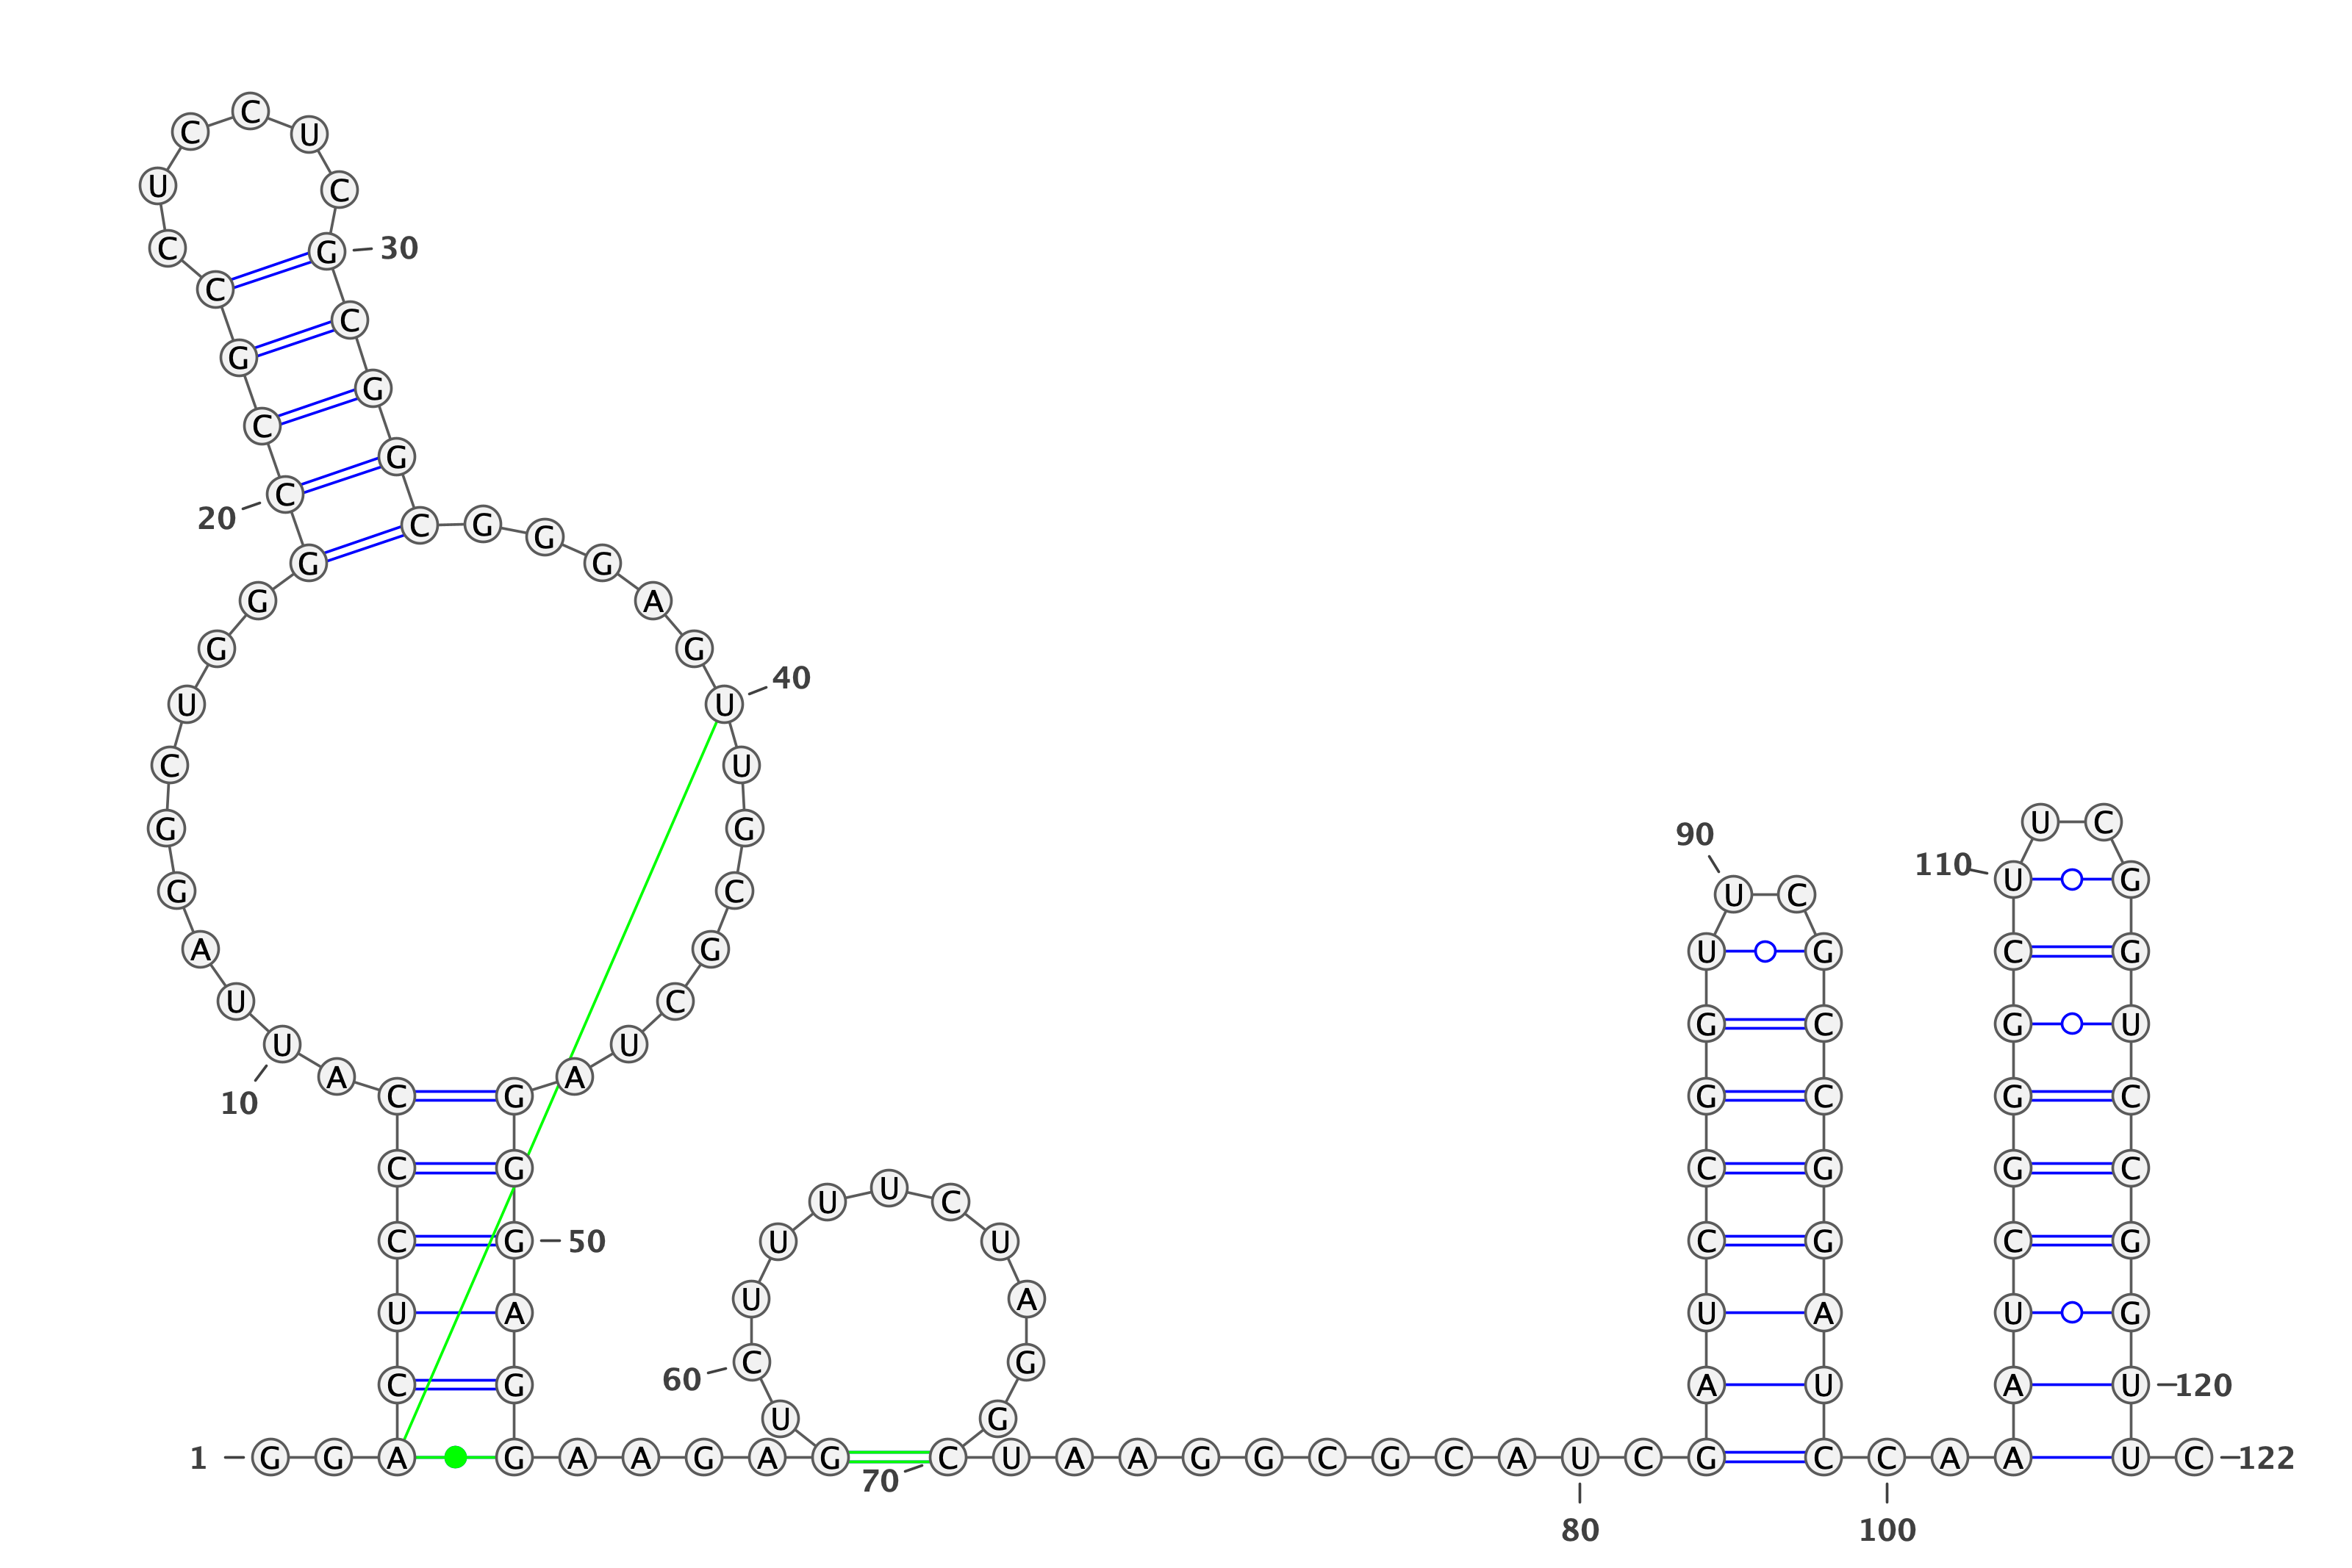 C
C U
U C
C G 30
C
C
G
G
C
G
C
20 C G
G
G G
G A
G G
40
U U
C U
U C
G G
90
110 U G
G C U C
A G U G C G
U C
G C G U
U U
A A
C G G C G C
10
C G C G G C
U
U C
C G 50 U U C G C G
U A
U A U A U G
60 C G
C G A U A U 120
U G
1 G G A G A A G A G C U A A G G C G C A U C G C C A A U C 122
70
80 100